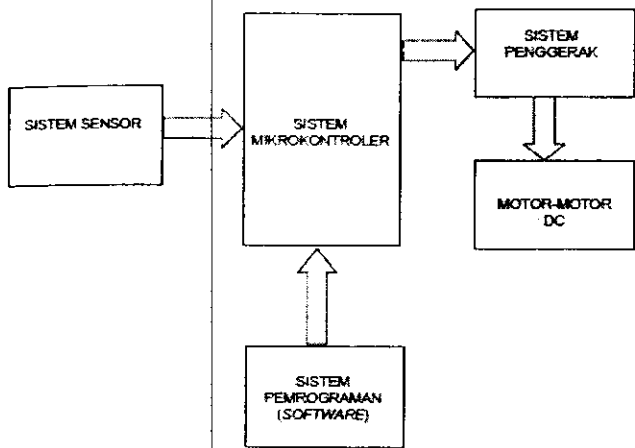 SISTEM
PENGGERAK
SISTEM SENSOR
SISTEM
MIKROKONTROLER
MOTOR-MOTOR
DC
SISTEM
PEMROGRAMAN
(SOFTWARE)